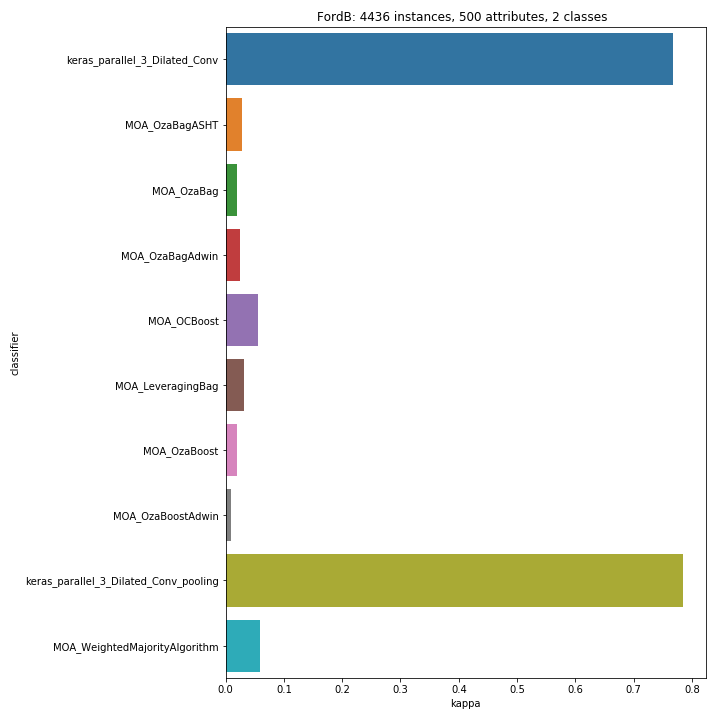 FordB: 4436 instances, 500 attributes, 2 classes
classifier
keras_parallel_3_Dilated_Conv
MOA_OzaBagASHT
MOA_OzaBag
MOA_OzaBagAdwin
MOA_OCBoost
MOA_LeveragingBag
MOA_OzaBoost
MOA_OzaBoostAdwin
keras_parallel_3_Dilated_Conv_pooling
MOA_WeightedMajorityAlgorithm
0.0 0.1 0.2 0.3 0.4 0.5 0.6 0.7 0.8
kappa